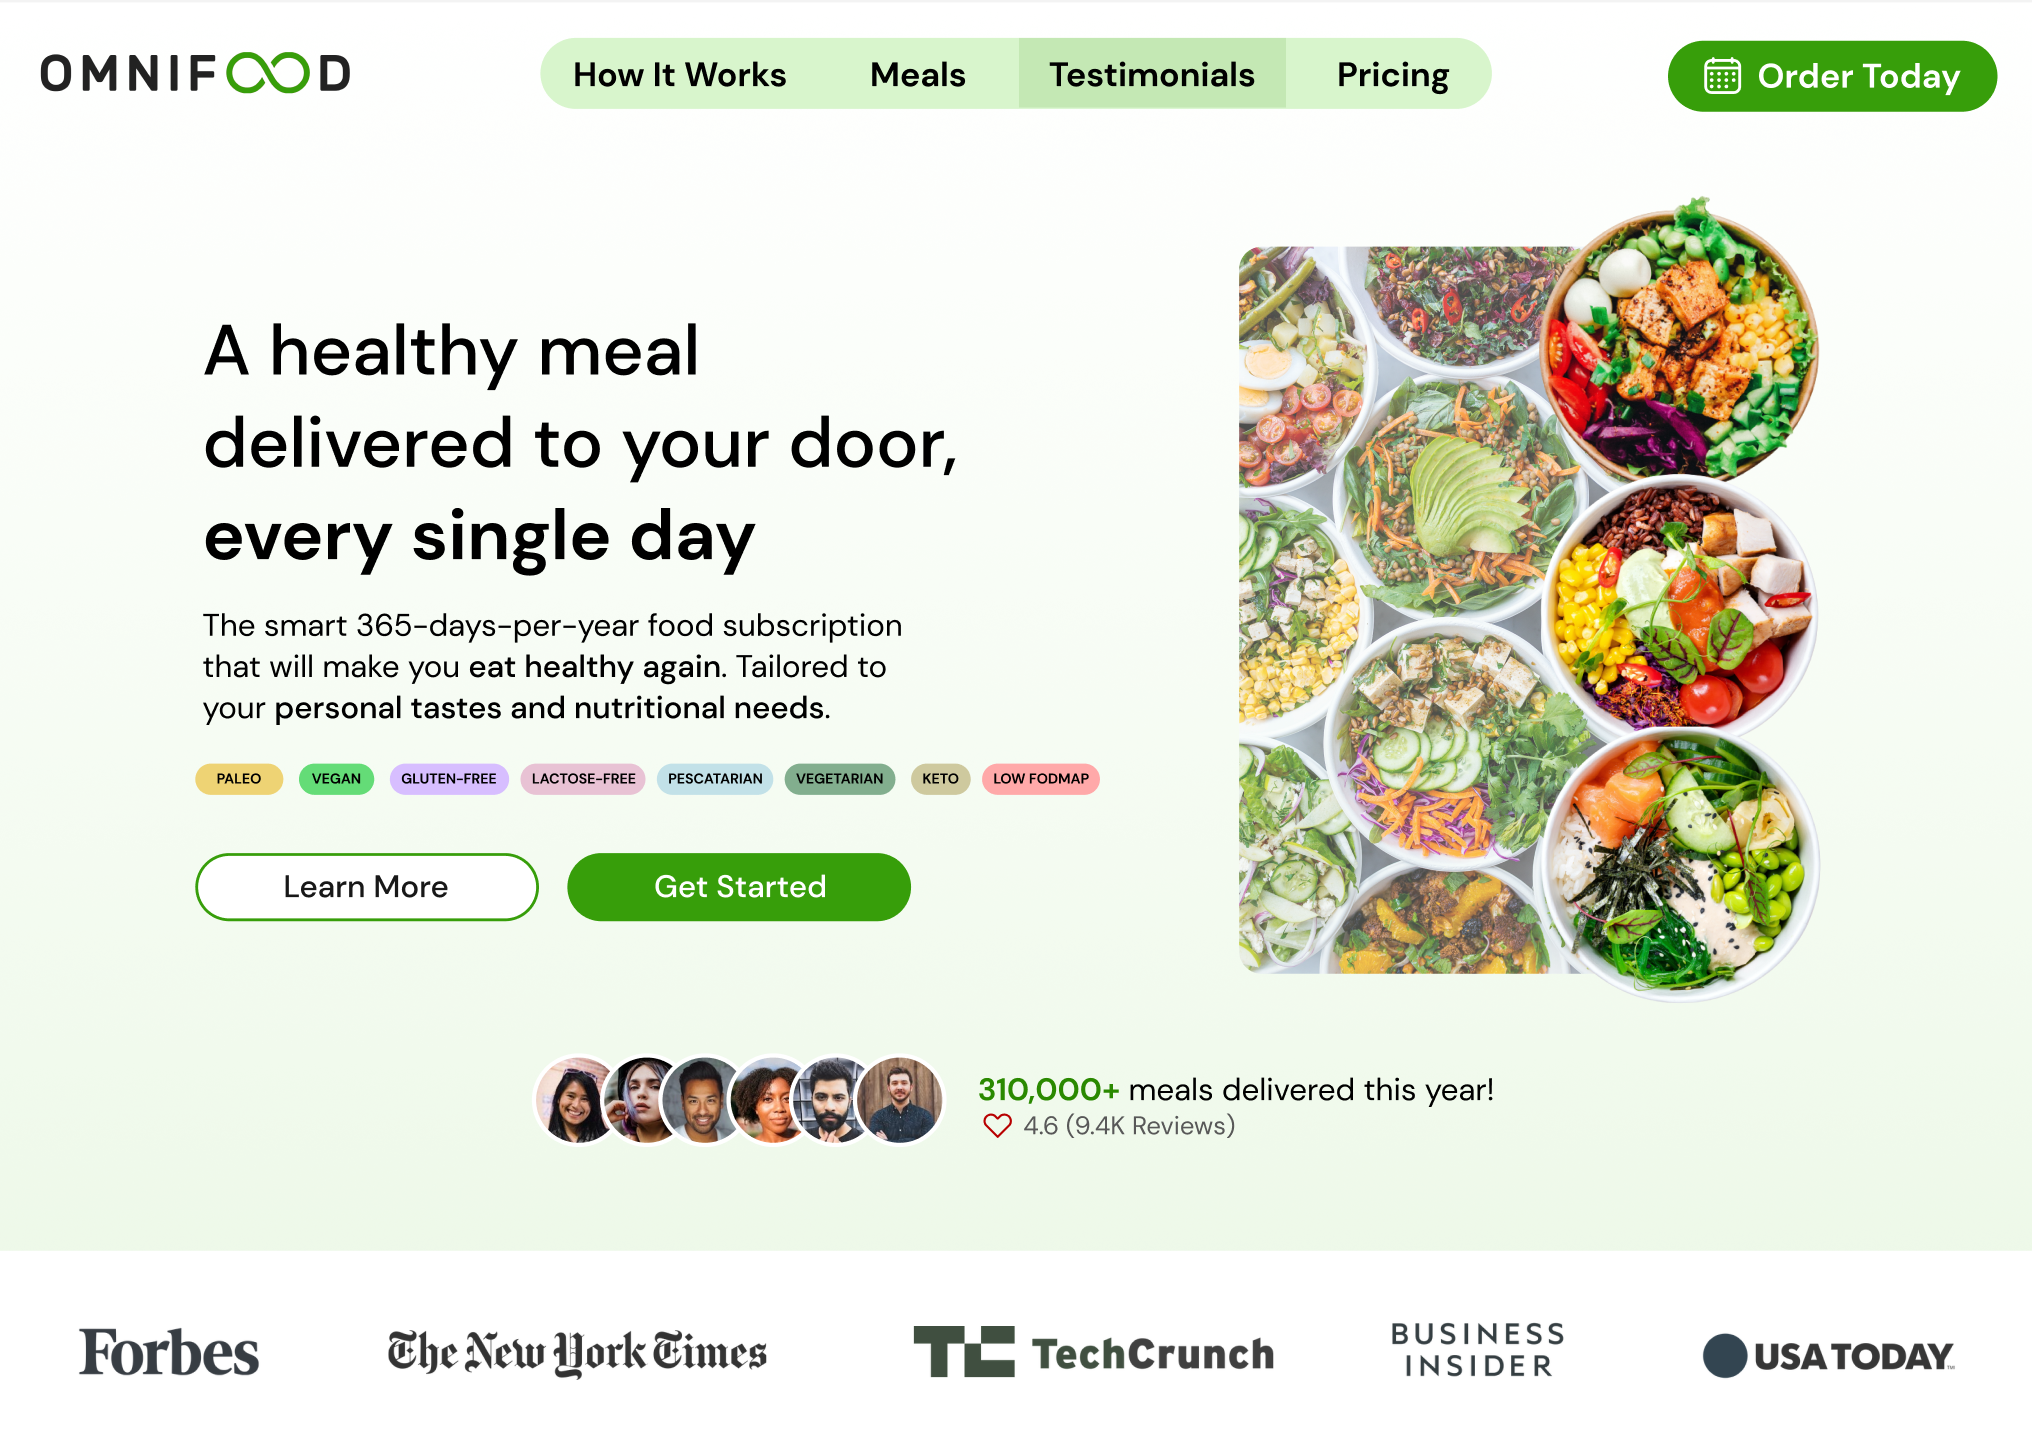 OMNIFOOD
How It Works
Meals
Testimonials
Pricing
Order Today
A healthy meal
delivered to your door,
every single day
The smart 365-days-per-year food subscription
that will make you eat healthy again. Tailored to
your personal tastes and nutritional needs.
PALEO
VEGAN
GLUTEN-FREE
LACTOSE-FREE
PESCATARIAN
VEGETARIAN
KETO
LOW FODMAP
Learn More
Get Started
310,000+ meals delivered this year!
4.6 (9.4K Reviews)
Forbes
The New York Times
TC TechCrunch
BUSINESS
INSIDER
USA TODAY™